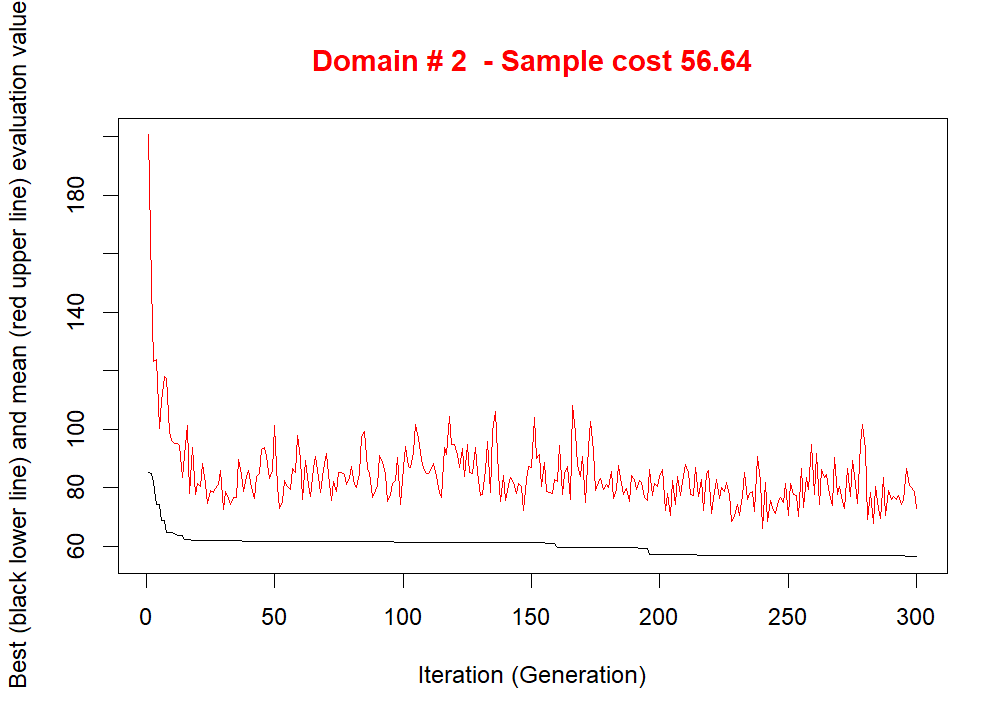 Domain # 2  - Sample cost 56.64
Best (black lower line) and mean (red upper line) evaluation value
180
140
100
80
60
0 50 100 150 200 250 300
Iteration (Generation)